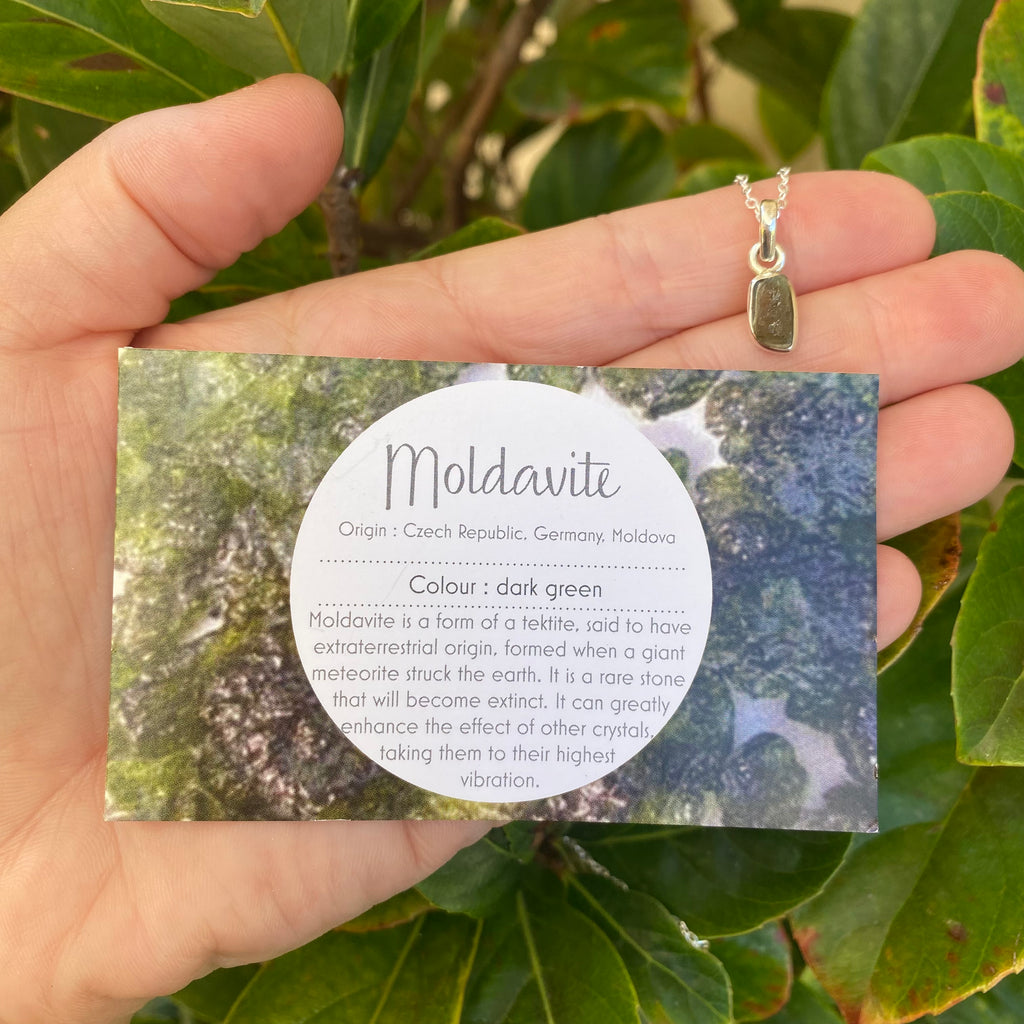 Moldavite
Origin : Czech Republic, Germany, Moldova
Colour : dark green
Moldavite is a form of a tektite, said to have
extraterrestrial origin, formed when a giant
meteorite struck the earth. It is a rare stone
that will become extinct. It can greatly
enhance the effect of other crystals,
taking them to their highest
vibration.